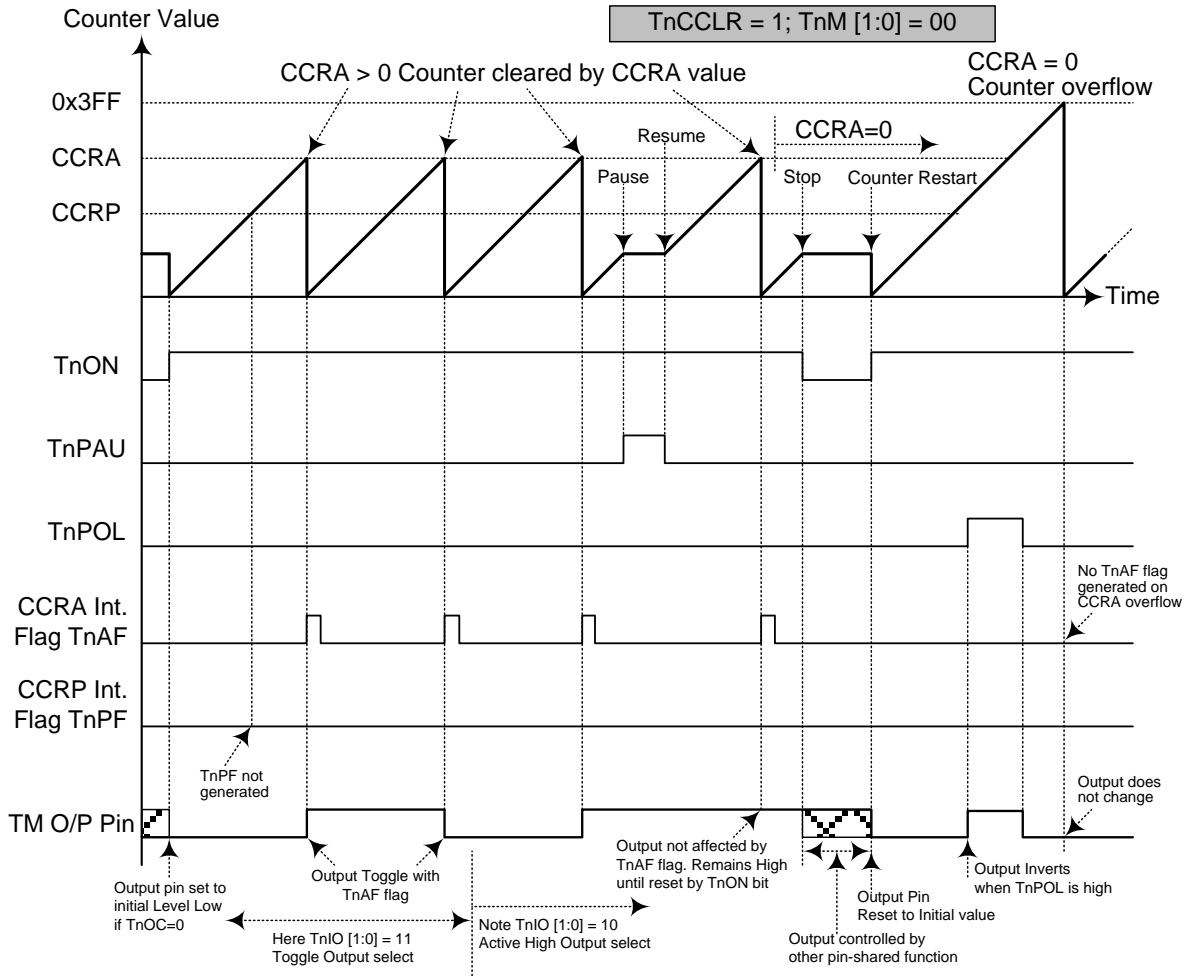 Counter Value
TnCCLR = 1; TnM [1:0] = 00
CCRA > 0 Counter cleared by CCRA value
CCRA = 0
Counter overflow
0x3FF
Resume
CCRA=0
CCRA
Pause
Stop
Counter Restart
CCRP
Time
TnON
TnPAU
TnPOL
No TnAF flag
generated on
CCRA overflow
CCRA Int.
Flag TnAF
CCRP Int.
Flag TnPF
TnPF not
generated
Output does
not change
TM O/P Pin
Output pin set to
initial Level Low
if TnOC=0
Output Toggle with
TnAF flag
Output not affected by
TnAF flag. Remains High
until reset by TnON bit
Output Inverts
when TnPOL is high
Output Pin
Reset to Initial value
Here TnIO [1:0] = 11
Toggle Output select
Note TnIO [1:0] = 10
Active High Output select
Output controlled by
other pin-shared function